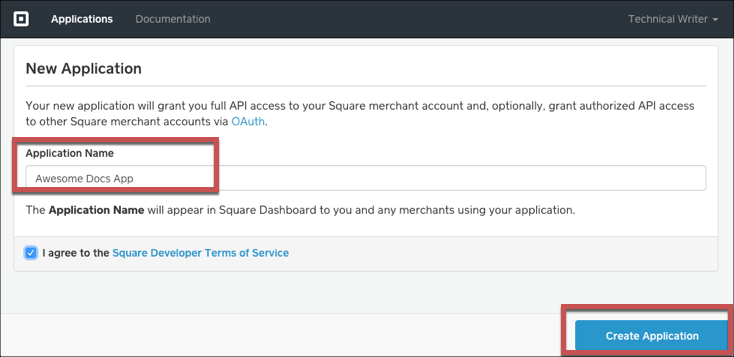 Applications Documentation Technical Writer
New Application
Your new application will grant you full API access to your Square merchant account and, optionally, grant authorized API access
to other Square merchant accounts via OAuth.
Application Name
Awesome Docs App
The Application Name will appear in Square Dashboard to you and any merchants using your application.
I agree to the Square Developer Terms of Service
Create Application